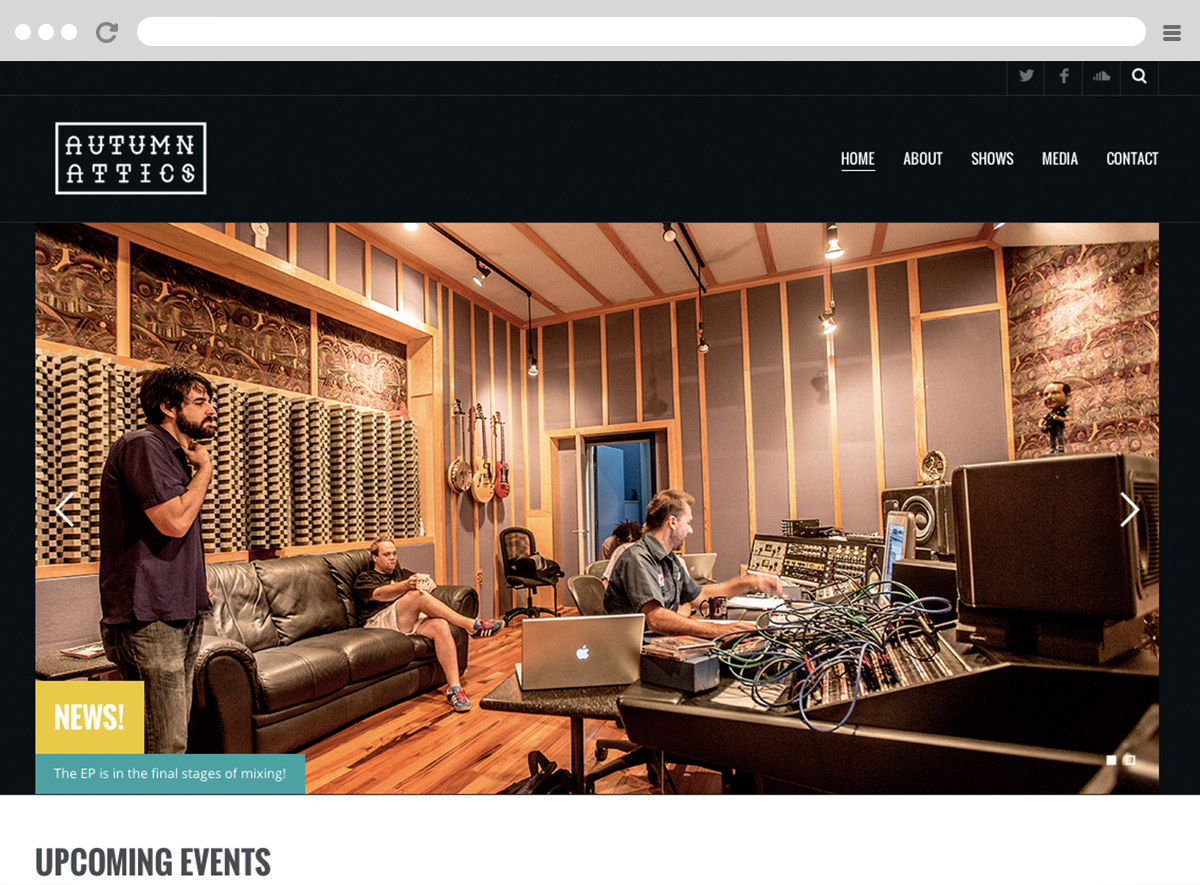 AUTUMN
ATTICS
HOME ABOUT SHOWS MEDIA CONTACT
NEWS!
The EP is in the final stages of mixing!
UPCOMING EVENTS